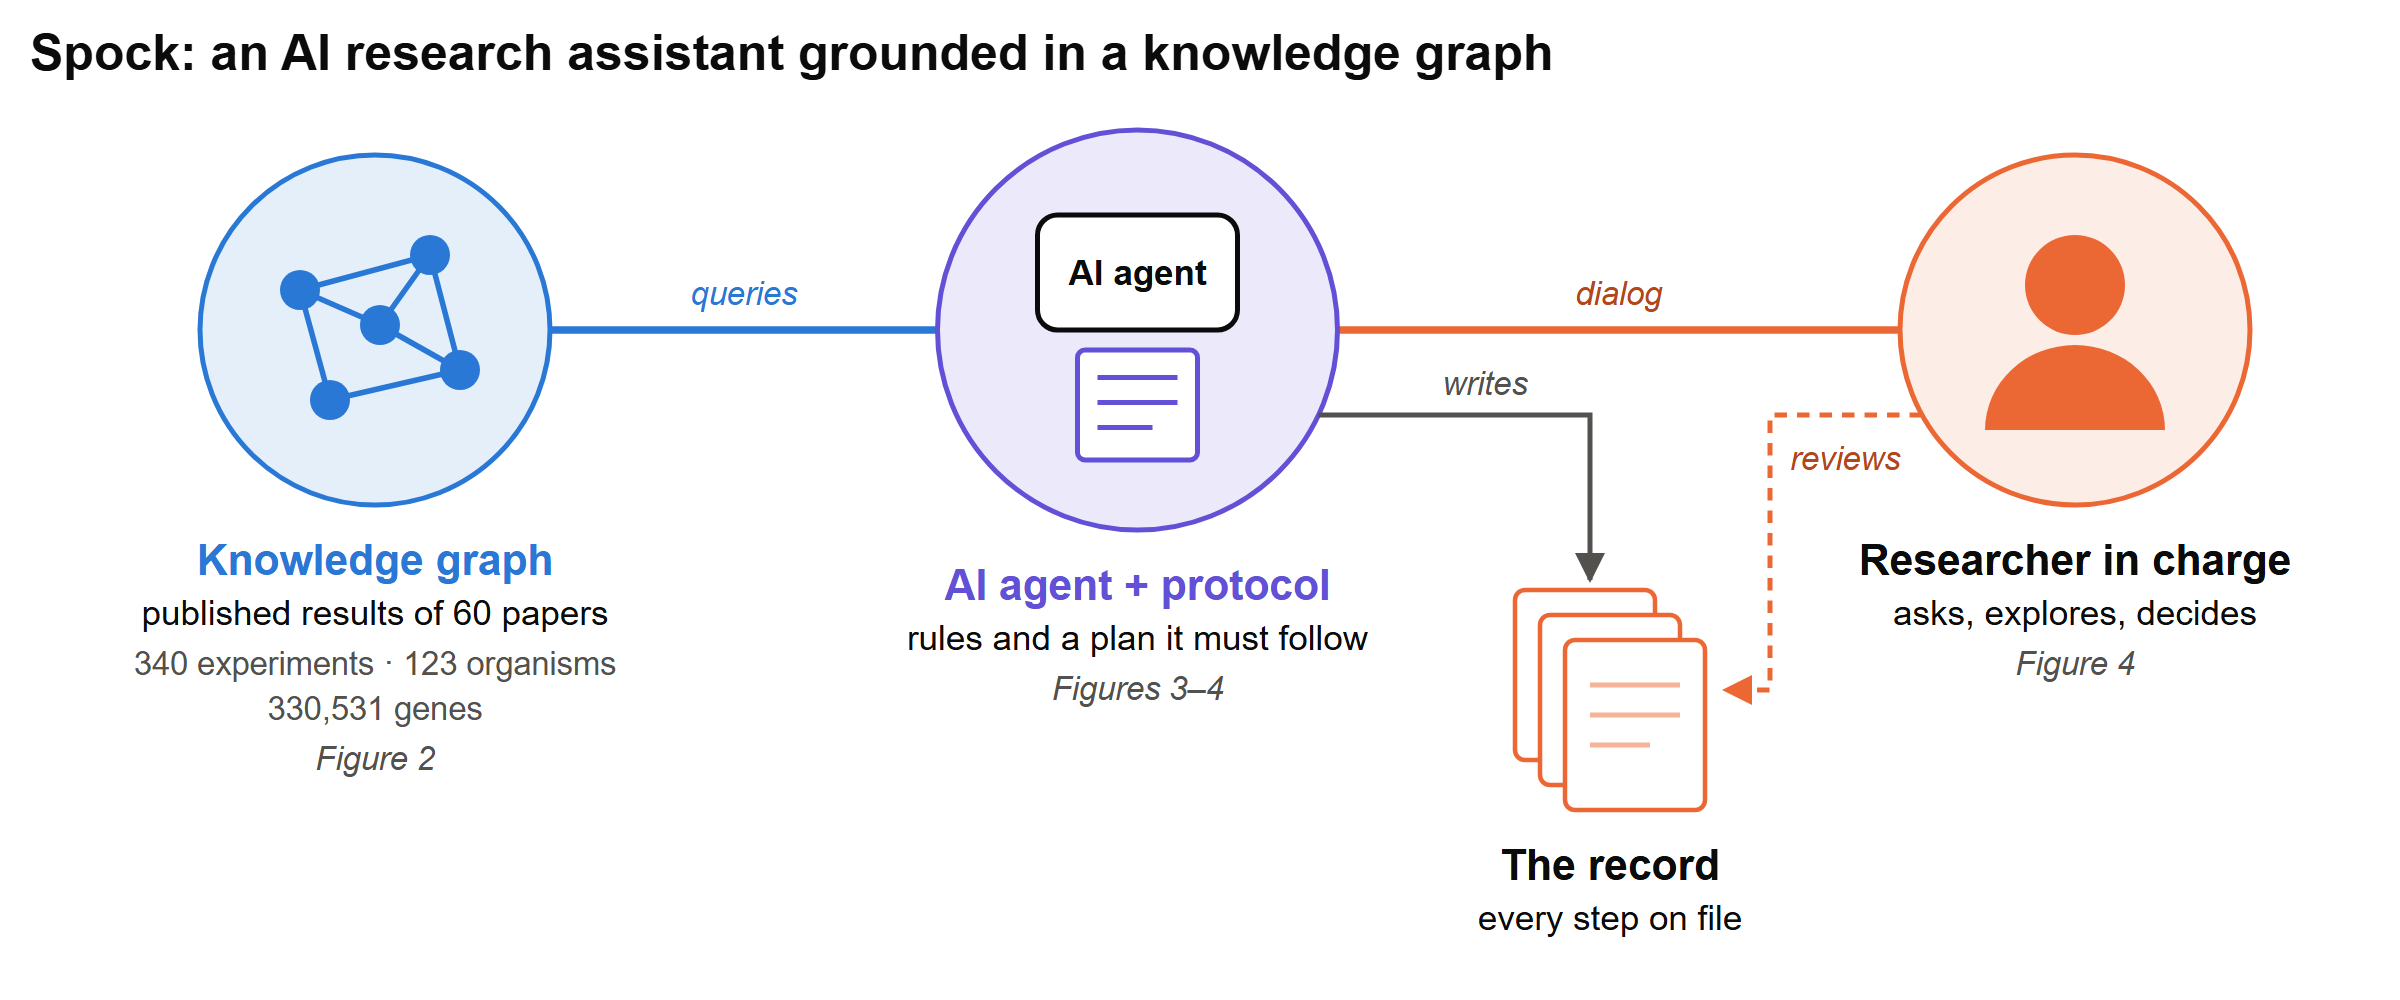 Spock: an AI research assistant grounded in a knowledge graph
AI agent
queries
dialog
writes
reviews
Knowledge graph
published results of 60 papers
340 experiments · 123 organisms
330,531 genes
Figure 2
AI agent + protocol
rules and a plan it must follow
Figures 3–4
Researcher in charge
asks, explores, decides
Figure 4
The record
every step on file